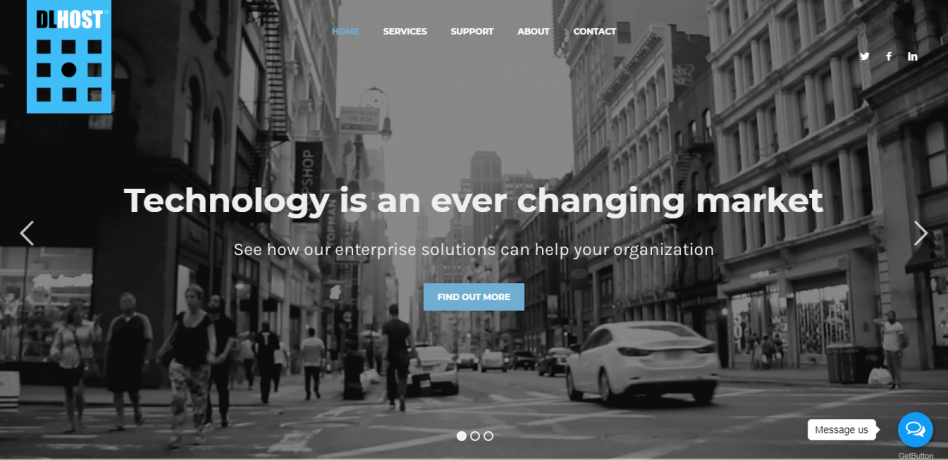 DLHOST
HOME SERVICES SUPPORT ABOUT CONTACT
Technology is an ever changing market
See how our enterprise solutions can help your organization
FIND OUT MORE
Message us
GetButton